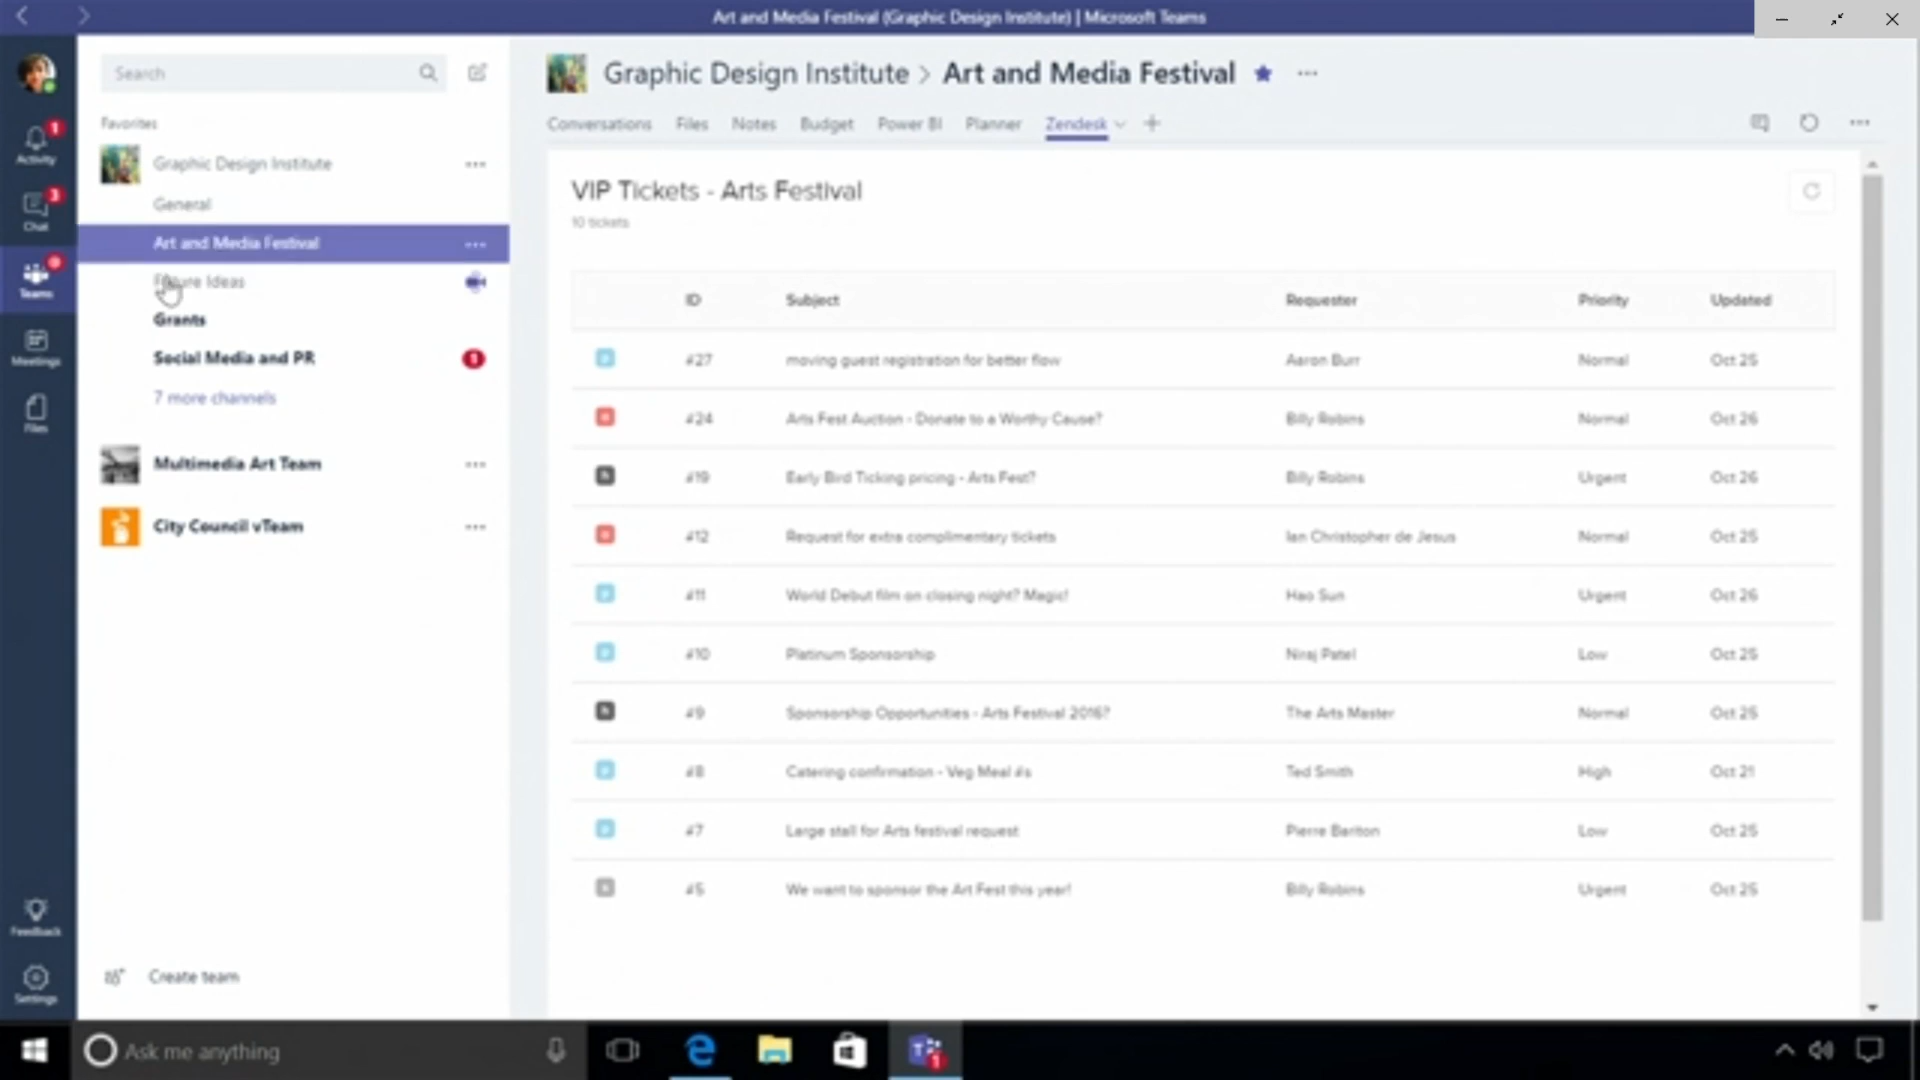 Art and Media Festival (Graphic Design Institute) | Microsoft Teams
Search
Graphic Design Institute > Art and Media Festival
Favorites
Conversations Files Notes Budget Power BI Planner Zendesk
Activity
Graphic Design Institute
General
Chat
Art and Media Festival
Ideas
Teams
Grants
Meetings
Social Media and PR 1
7 more channels
Files
Multimedia Art Team
City Council vTeam
Feedback
Settings
Create team
VIP Tickets - Arts Festival
10 tickets
ID Subject Requester Priority Updated
#27 moving guest registration for better flow Aaron Burr Normal Oct 25
#24 Arts Fest Auction - Donate to a Worthy Cause? Billy Robins Normal Oct 26
#19 Early Bird Ticking pricing - Arts Fest? Billy Robins Urgent Oct 26
#12 Request for extra complimentary tickets Ian Christopher de Jesus Normal Oct 25
#11 World Debut film on closing night? Magic! Hao Sun Urgent Oct 26
#10 Platinum Sponsorship Niraj Patel Low Oct 25
#9 Sponsorship Opportunities - Arts Festival 2016? The Arts Master Normal Oct 25
#8 Catering confirmation - Veg Meal #s Ted Smith High Oct 21
#7 Large stall for Arts festival request Pierre Low Oct 25
#5 We want to sponsor the Art Fest this year! Billy Robins Urgent Oct 25
Ask me anything